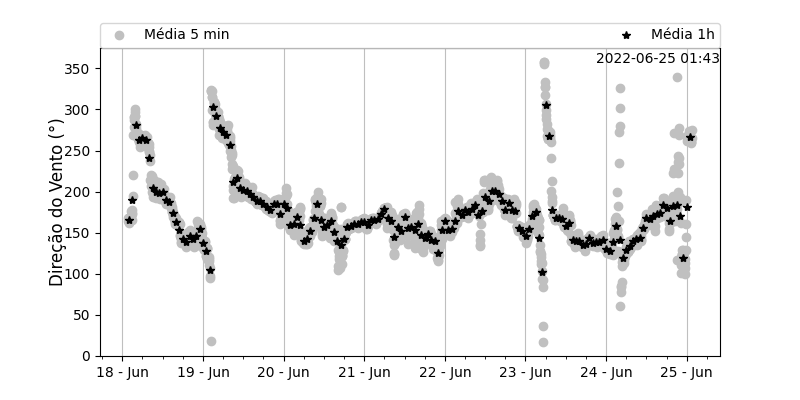 Média 5 min
Média 1h
2022-06-25 01:43
Direção do Vento (°)
350
300
250
200
150
100
50
0
18 - Jun
19 - Jun
20 - Jun
21 - Jun
22 - Jun
23 - Jun
24 - Jun
25 - Jun